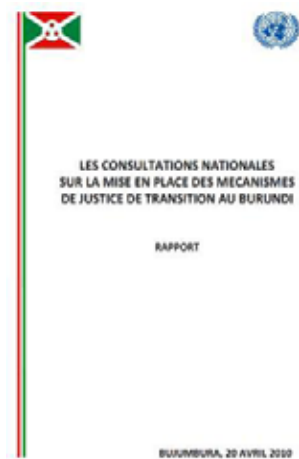 LES CONSULTATIONS NATIONALES
SUR LA MISE EN PLACE DES MECANISMES
DE JUSTICE DE TRANSITION AU BURUNDI
RAPPORT
BUJUMBURA, 20 AVRIL 2010